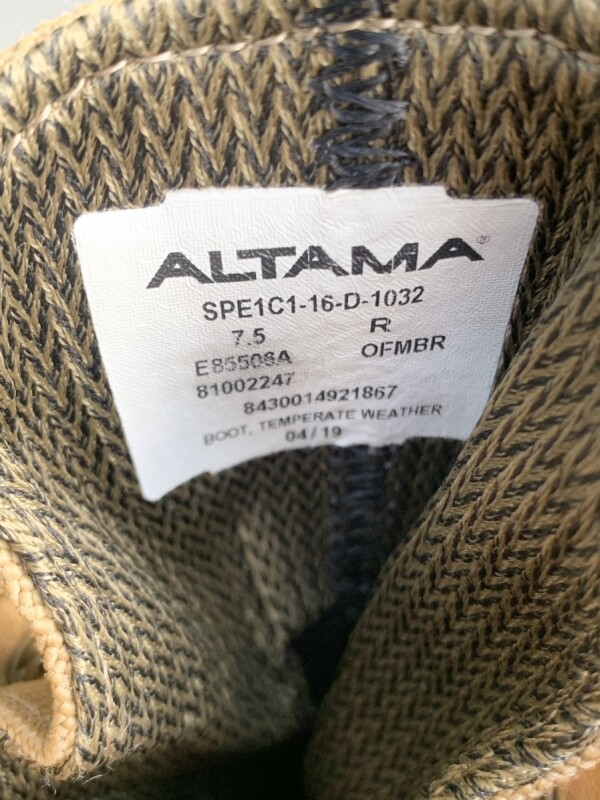 ALTAMA®
SPE1C1-16-D-1032
7.5 R
E85508A OFMBR
81002247
8430014921867
BOOT, TEMPERATE WEATHER
04/19